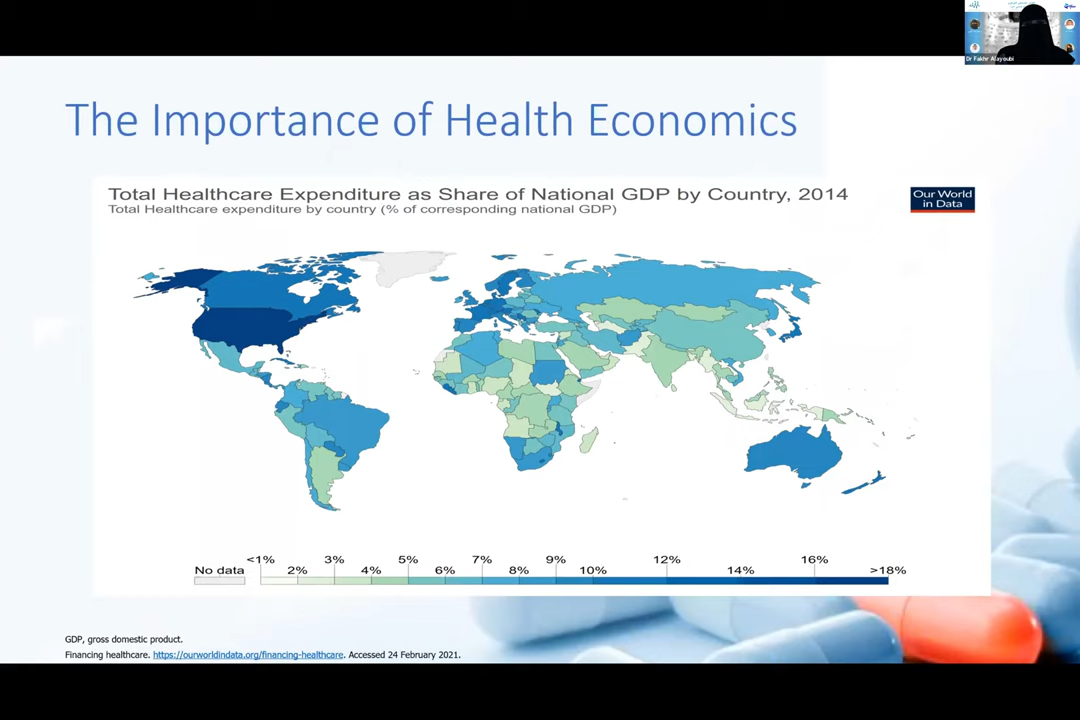 Dr Fakhr Alayoubi
The Importance of Health Economics
Total Healthcare Expenditure as Share of National GDP by Country, 2014
Total Healthcare expenditure by country (% of corresponding national GDP)
Our World
in Data
<1% 3% 5% 7% 9% 12% 16%
No data 2% 4% 6% 8% 10% 14% >18%
GDP, gross domestic product.
Financing healthcare. https://ourworldindata.org/financing-healthcare. Accessed 24 February 2021.